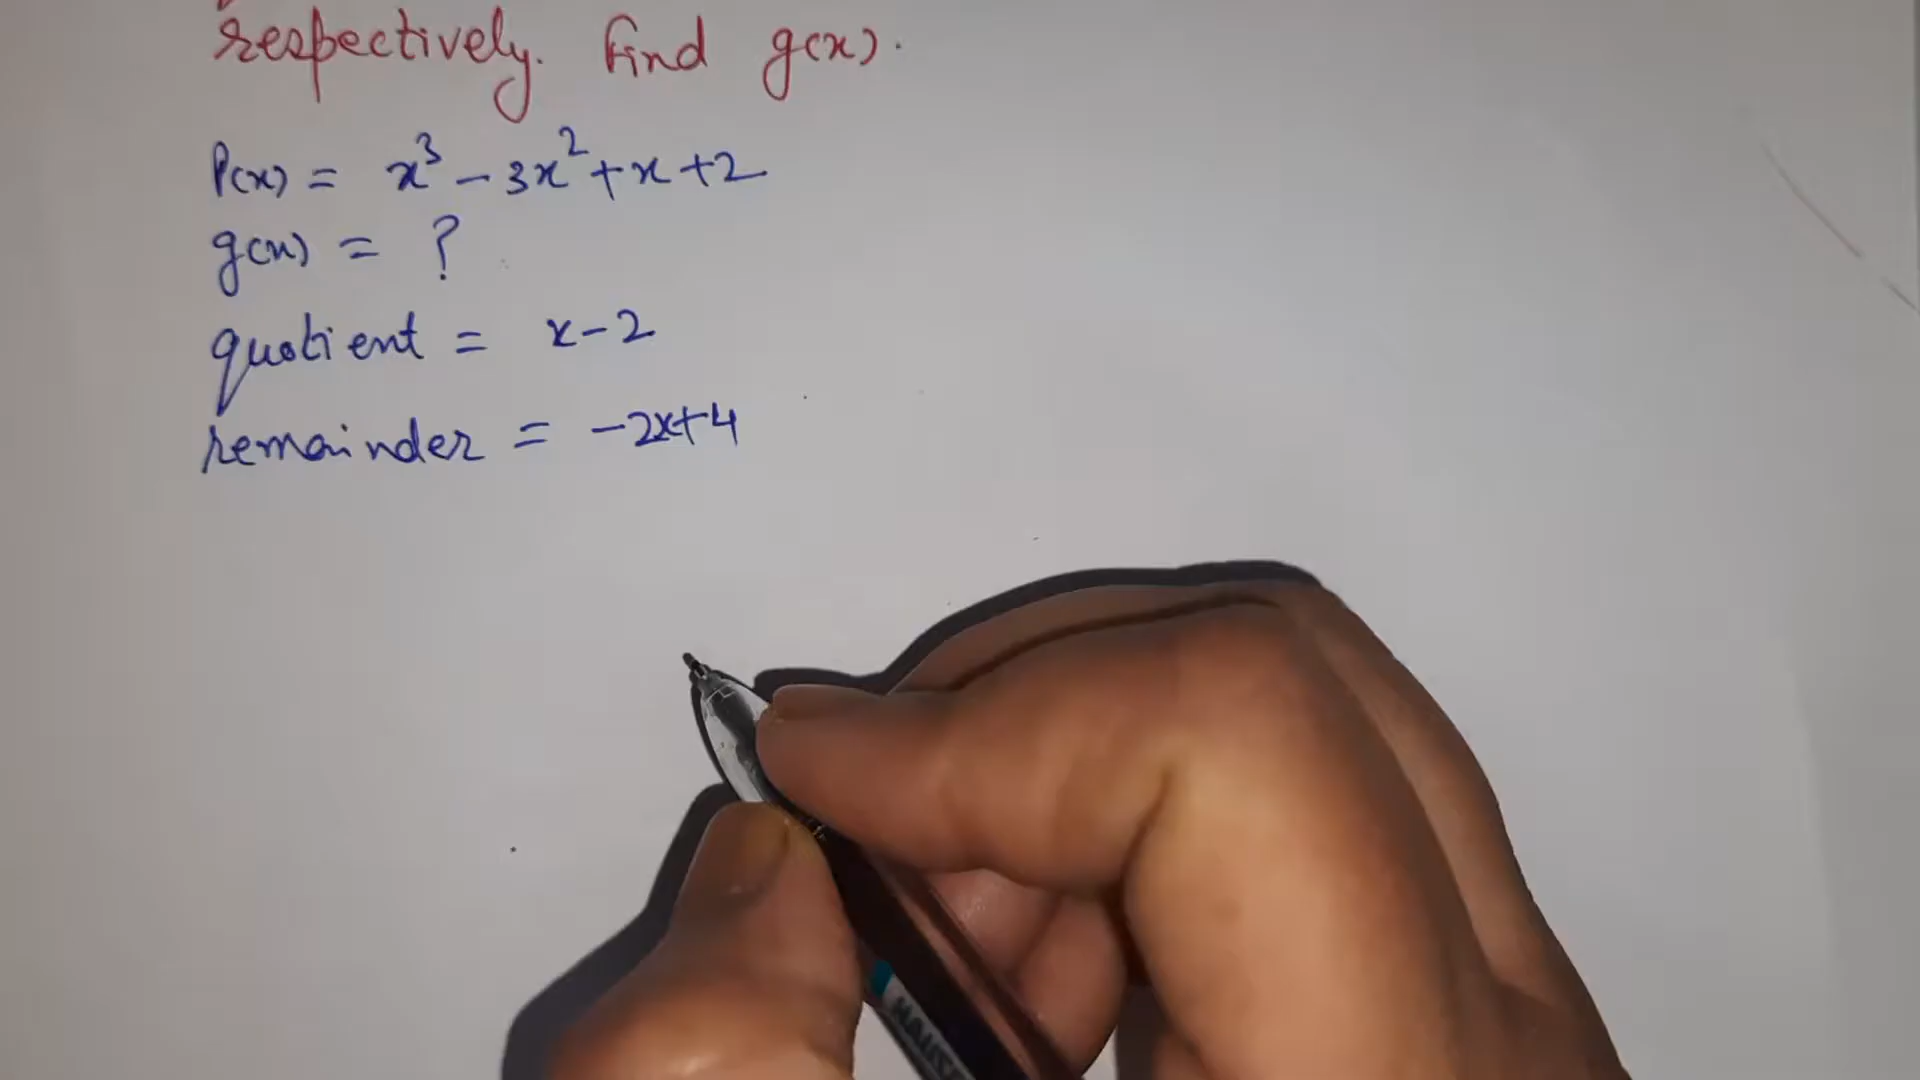 respectively. Find g(x).
P(x) = x³ - 3x² + x + 2
g(x) = ?
quotient = x - 2
remainder = -2x + 4